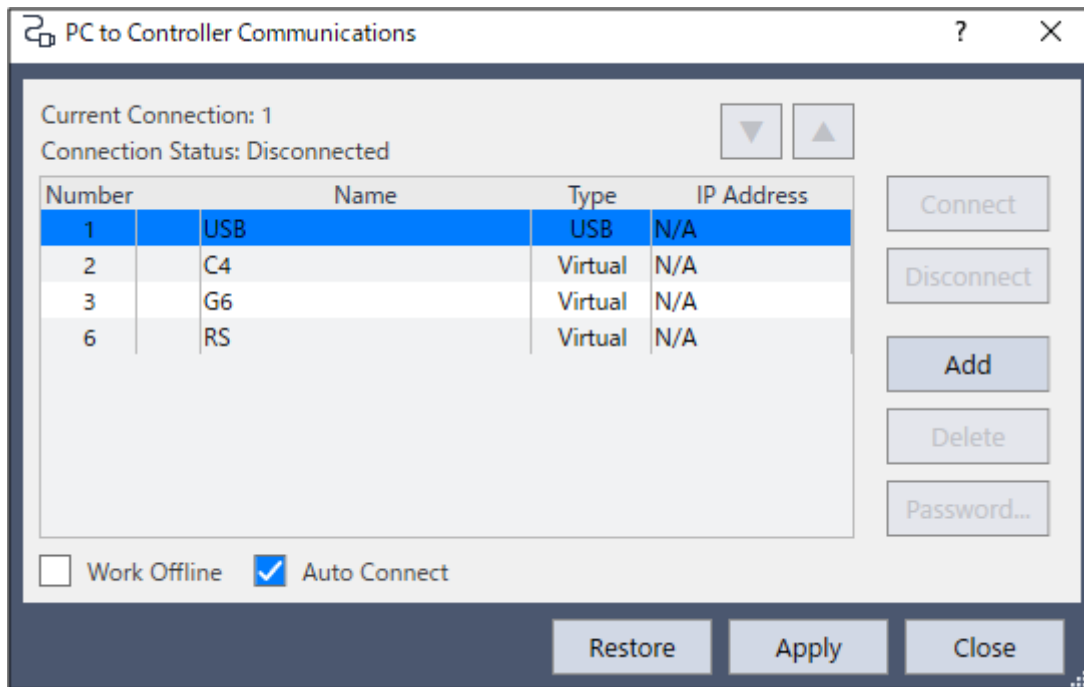 PC to Controller Communications
Current Connection: 1
Connection Status: Disconnected
Number Name Type IP Address
1 USB USB N/A
2 C4 Virtual N/A
3 G6 Virtual N/A
6 RS Virtual N/A
Connect
Disconnect
Add
Delete
Password...
Work Offline Auto Connect
Restore Apply Close